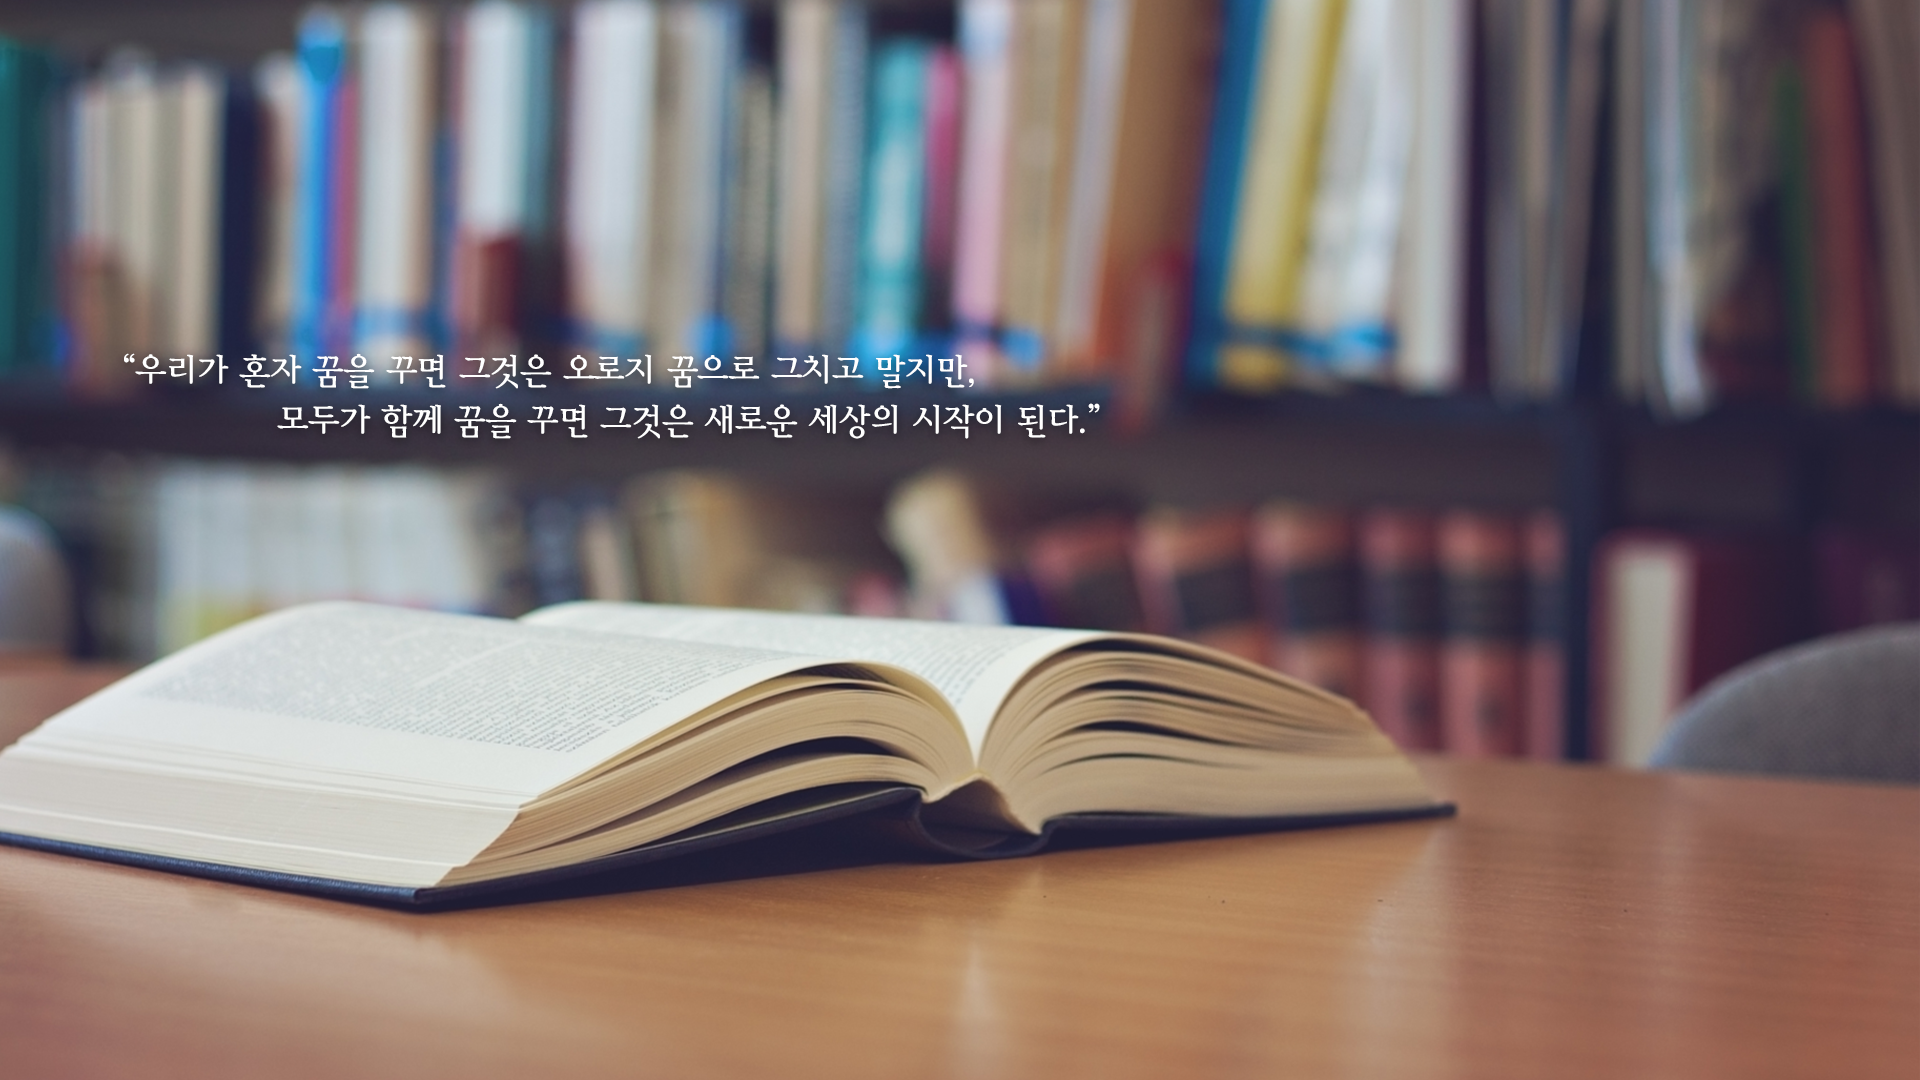 “우리가 혼자 꿈을 꾸면 그것은 오로지 꿈으로 그치고 말지만,
모두가 함께 꿈을 꾸면 그것은 새로운 세상의 시작이 된다.”